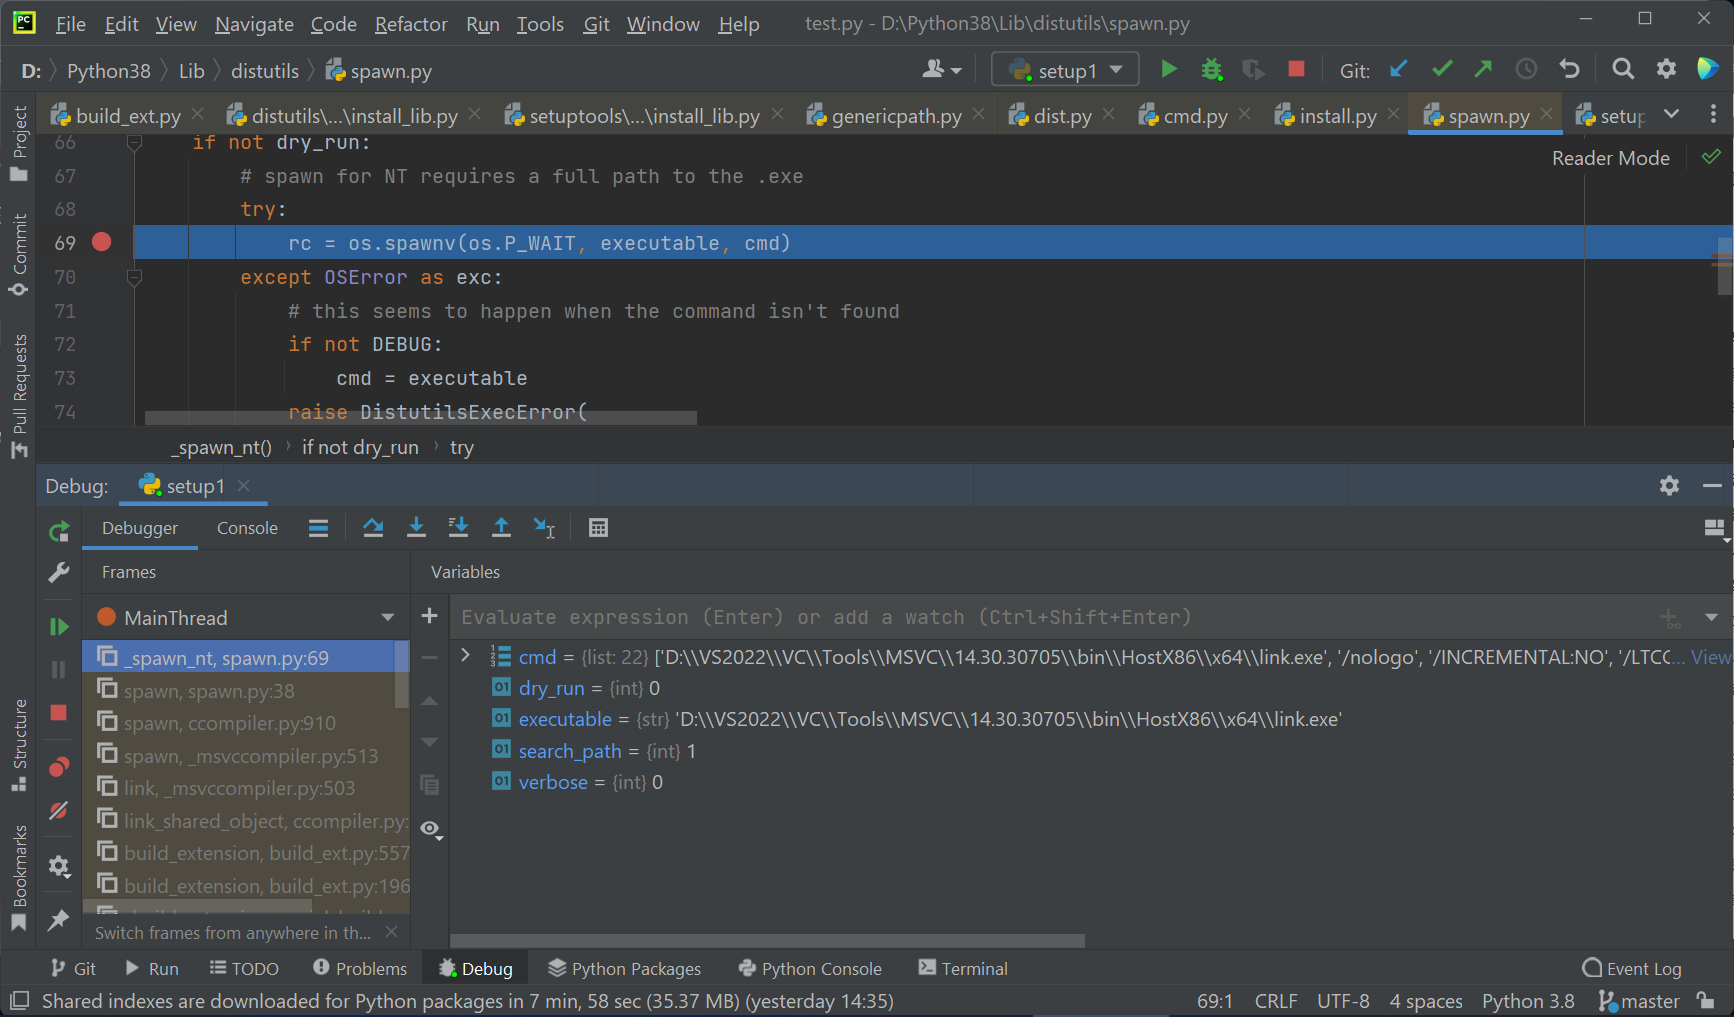 PC
File Edit View Navigate Code Refactor Run Tools Git Window Help test.py - D:\Python38\Lib\distutils\spawn.py
D: Python38 Lib distutils spawn.py setup1 Git:
build_ext.py distutils\...\install_lib.py setuptools\...\install_lib.py genericpath.py dist.py cmd.py install.py spawn.py setup
Project
Commit
Pull Requests
Structure
Bookmarks
Reader Mode
66 if not dry_run:
67 # spawn for NT requires a full path to the .exe
68 try:
69 rc = os.spawnv(os.P_WAIT, executable, cmd)
70 except OSError as exc:
71 # this seems to happen when the command isn't found
72 if not DEBUG:
73 cmd = executable
74 raise DistutilsExecError(
_spawn_nt() if not dry_run try
Debug: setup1
Debugger Console
Frames
MainThread
_spawn_nt, spawn.py:69
spawn, spawn.py:38
spawn, ccompiler.py:910
spawn, _msvccompiler.py:513
link, _msvccompiler.py:503
link_shared_object, ccompiler.py:
build_extension, build_ext.py:557
build_extension, build_ext.py:196
Switch frames from anywhere in th...
Variables
Evaluate expression (Enter) or add a watch (Ctrl+Shift+Enter)
cmd = {list: 22} ['D:\\VS2022\\VC\\Tools\\MSVC\\14.30.30705\\bin\\HostX86\\x64\\link.exe', '/nologo', '/INCREMENTAL:NO', '/LTCG... View
01 dry_run = {int} 0
01 executable = {str} 'D:\\VS2022\\VC\\Tools\\MSVC\\14.30.30705\\bin\\HostX86\\x64\\link.exe'
01 search_path = {int} 1
01 verbose = {int} 0
Git Run TODO Problems Debug Python Packages Python Console Terminal Event Log
Shared indexes are downloaded for Python packages in 7 min, 58 sec (35.37 MB) (yesterday 14:35) 69:1 CRLF UTF-8 4 spaces Python 3.8 master